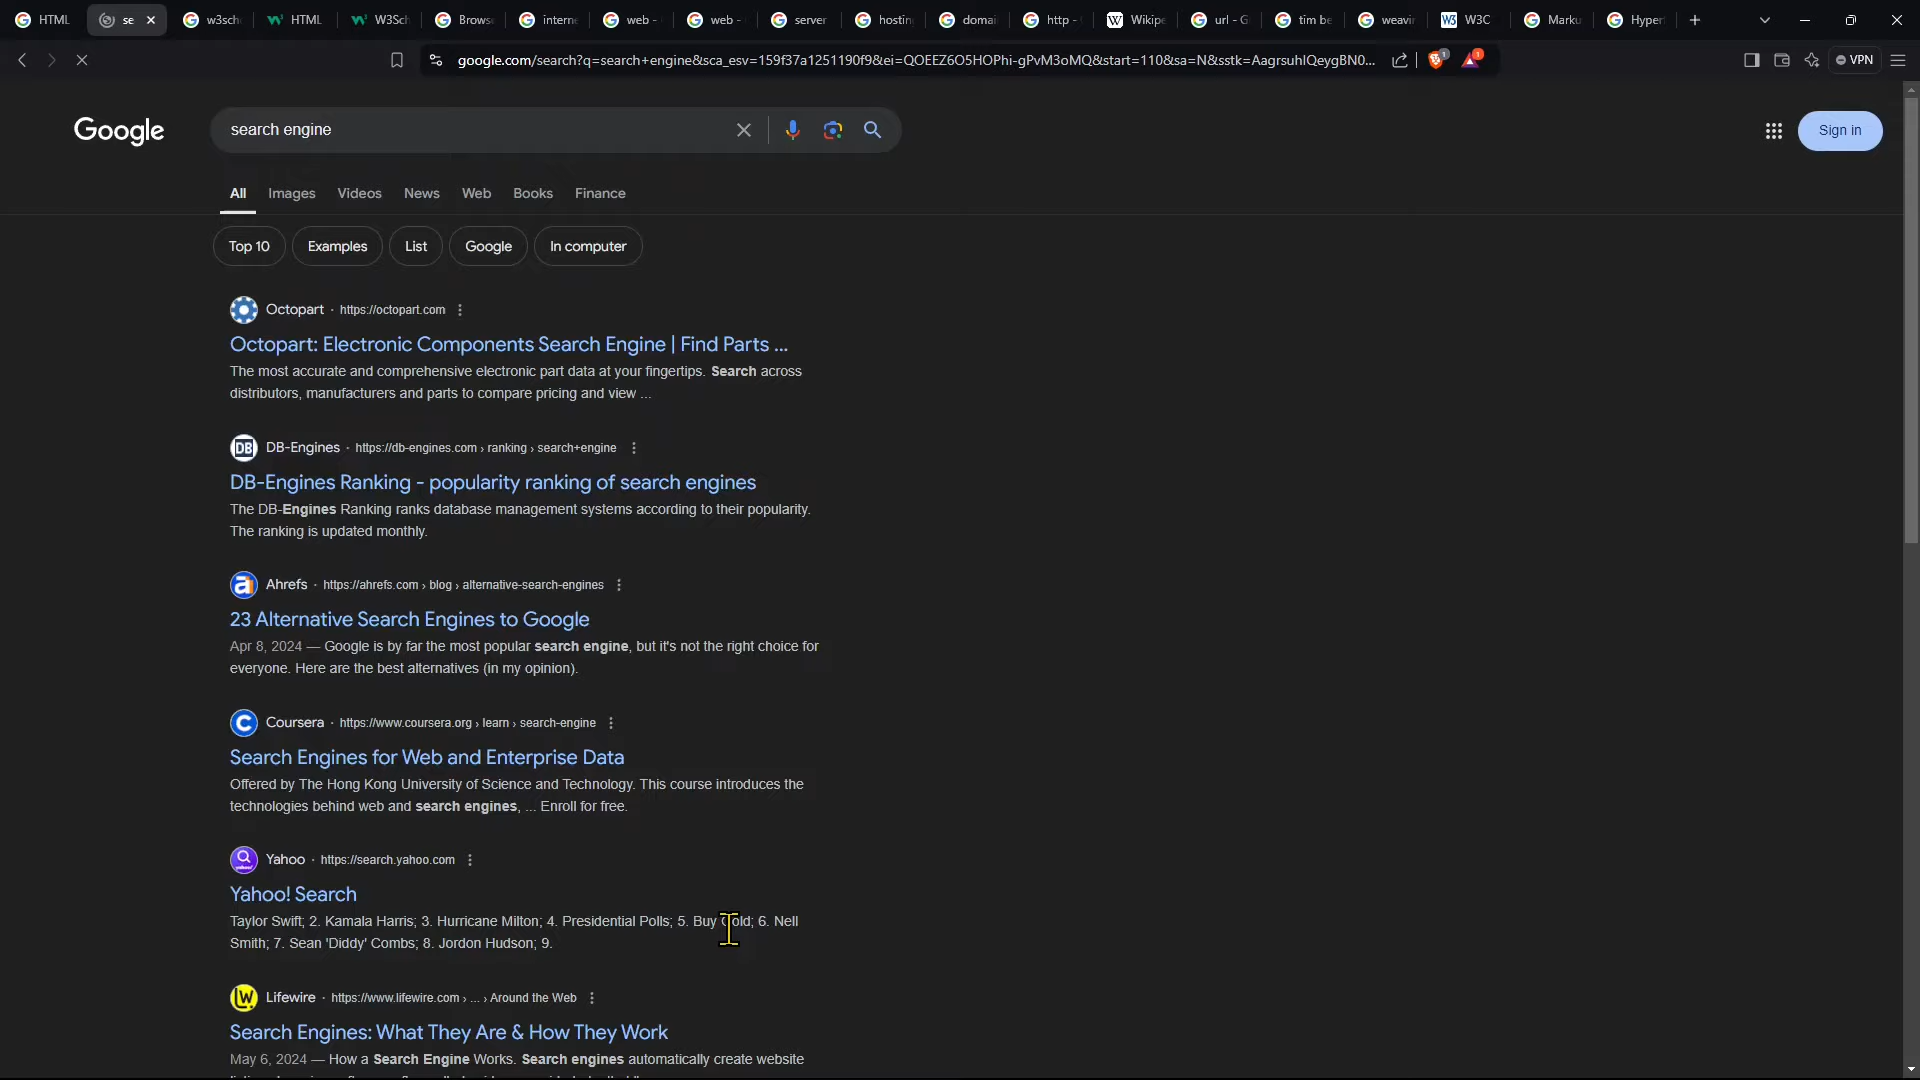 HTML
se
w3sch
HTML
W3Sch
Brows
intern
web -
web -
server
hostin
domai
http -
Wikipe
url - G
tim be
weavin
W3C
Marku
Hyper
google.com/search?q=search+engine&sca_esv=159f37a1251190f9&ei=QOEEZ6O5HOPhi-gPvM3oMQ&start=110&sa=N&sstk=AagrsuhlQeygBN0...
1
1
VPN
Google
search engine
Sign in
All
Images
Videos
News
Web
Books
Finance
Top 10
Examples
List
Google
In computer
Octopart · https://octopart.com
Octopart: Electronic Components Search Engine | Find Parts ...
The most accurate and comprehensive electronic part data at your fingertips. Search across
distributors, manufacturers and parts to compare pricing and view ...
DB
DB-Engines · https://db-engines.com › ranking › search+engine
DB-Engines Ranking - popularity ranking of search engines
The DB-Engines Ranking ranks database management systems according to their popularity.
The ranking is updated monthly.
Ahrefs · https://ahrefs.com › blog › alternative-search-engines
23 Alternative Search Engines to Google
Apr 8, 2024 — Google is by far the most popular search engine, but it's not the right choice for
everyone. Here are the best alternatives (in my opinion).
Coursera · https://www.coursera.org › learn › search-engine
Search Engines for Web and Enterprise Data
Offered by The Hong Kong University of Science and Technology. This course introduces the
technologies behind web and search engines, ... Enroll for free.
Yahoo · https://search.yahoo.com
Yahoo! Search
Taylor Swift; 2. Kamala Harris; 3. Hurricane Milton; 4. Presidential Polls; 5. Buy Gold; 6. Nell
Smith; 7. Sean 'Diddy' Combs; 8. Jordon Hudson; 9.
Lifewire · https://www.lifewire.com › ... › Around the Web
Search Engines: What They Are & How They Work
May 6, 2024 — How a Search Engine Works. Search engines automatically create website